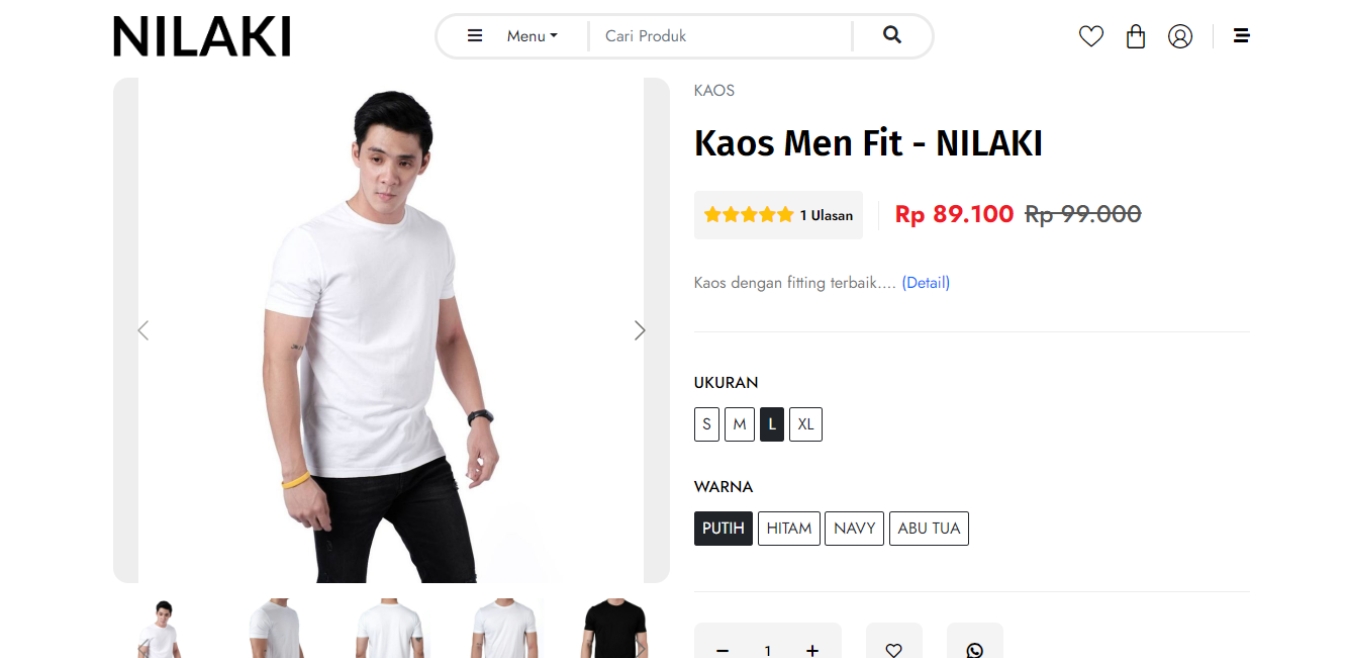 NILAKI
Menu
Cari Produk
KAOS
Kaos Men Fit - NILAKI
1 Ulasan
Rp 89.100 Rp 99.000
Kaos dengan fitting terbaik.... (Detail)
UKURAN
S M L XL
WARNA
PUTIH HITAM NAVY ABU TUA
1